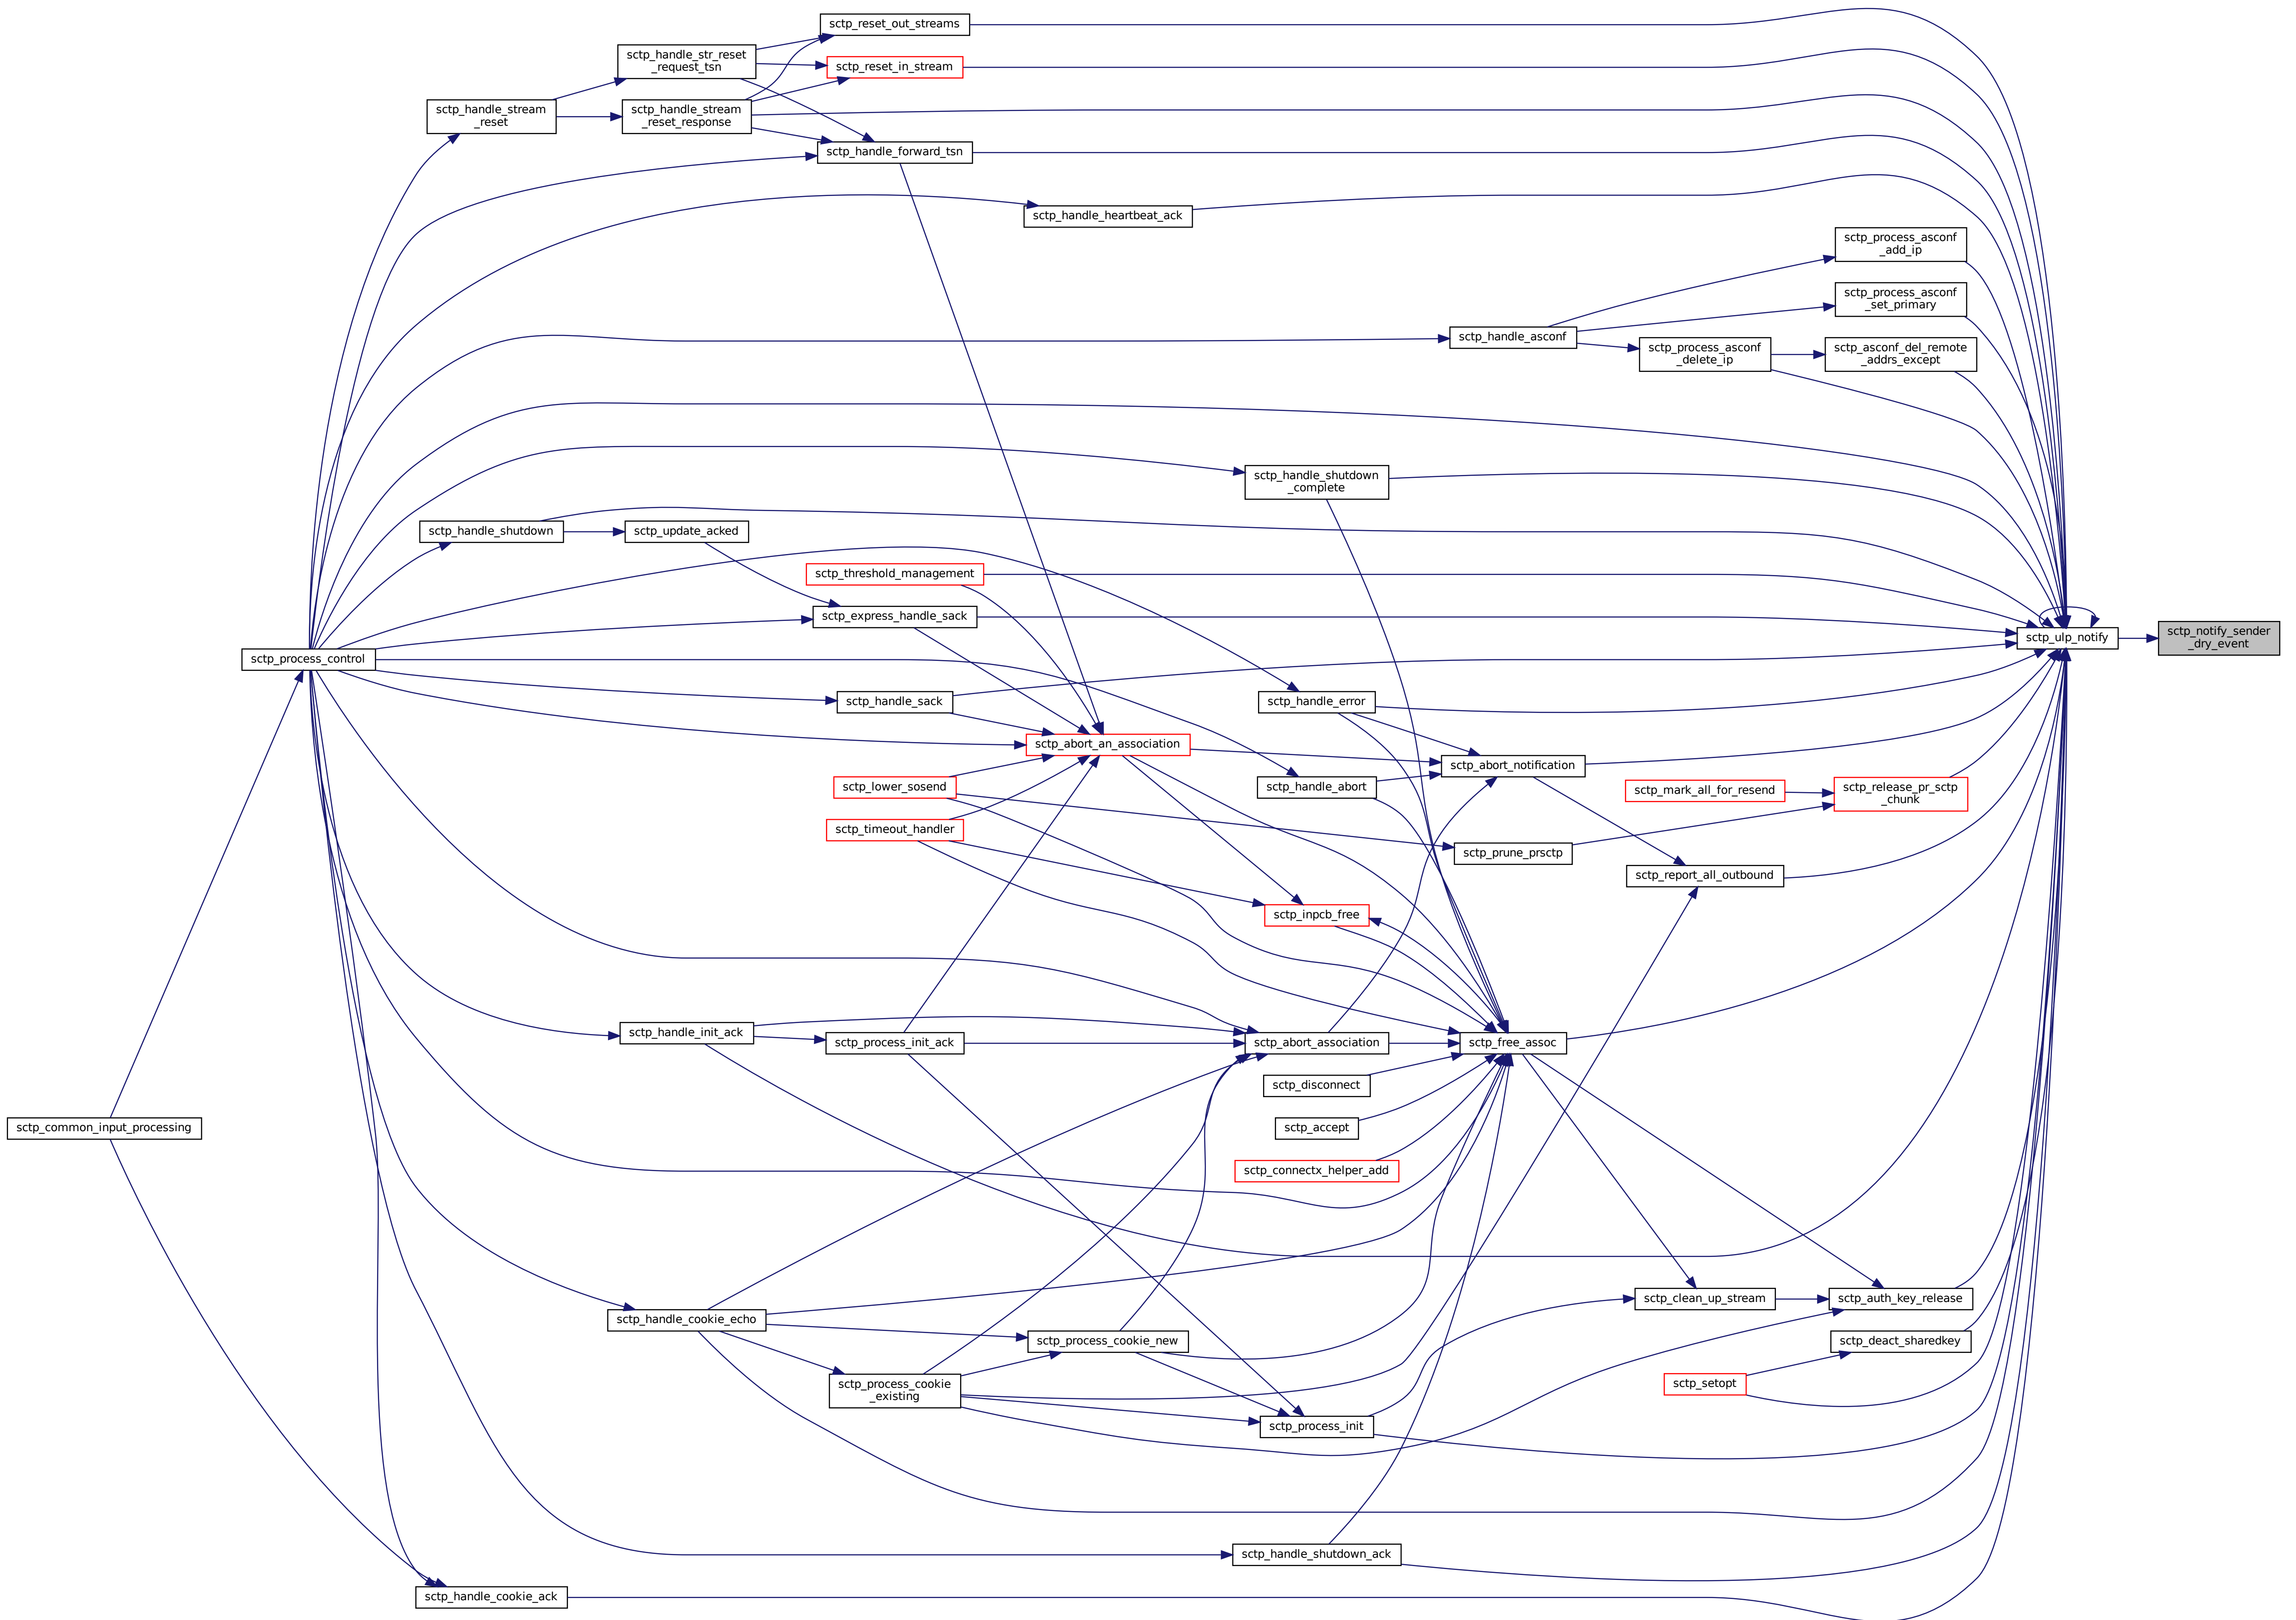 sctp_reset_out_streams
sctp_handle_str_reset
_request_tsn
sctp_reset_in_stream
sctp_handle_stream
_reset
sctp_handle_stream
_reset_response
sctp_handle_forward_tsn
sctp_handle_heartbeat_ack
sctp_process_asconf
_add_ip
sctp_process_asconf
_set_primary
sctp_handle_asconf
sctp_process_asconf
_delete_ip
sctp_asconf_del_remote
_addrs_except
sctp_handle_shutdown
_complete
sctp_handle_shutdown
sctp_update_acked
sctp_threshold_management
sctp_express_handle_sack
sctp_ulp_notify
sctp_notify_sender
_dry_event
sctp_process_control
sctp_handle_sack
sctp_handle_error
sctp_abort_an_association
sctp_abort_notification
sctp_lower_sosend
sctp_handle_abort
sctp_mark_all_for_resend
sctp_release_pr_sctp
_chunk
sctp_timeout_handler
sctp_prune_prsctp
sctp_report_all_outbound
sctp_inpcb_free
sctp_handle_init_ack
sctp_process_init_ack
sctp_abort_association
sctp_free_assoc
sctp_disconnect
sctp_common_input_processing
sctp_accept
sctp_connectx_helper_add
sctp_clean_up_stream
sctp_auth_key_release
sctp_handle_cookie_echo
sctp_process_cookie_new
sctp_deact_sharedkey
sctp_process_cookie
_existing
sctp_setopt
sctp_process_init
sctp_handle_shutdown_ack
sctp_handle_cookie_ack